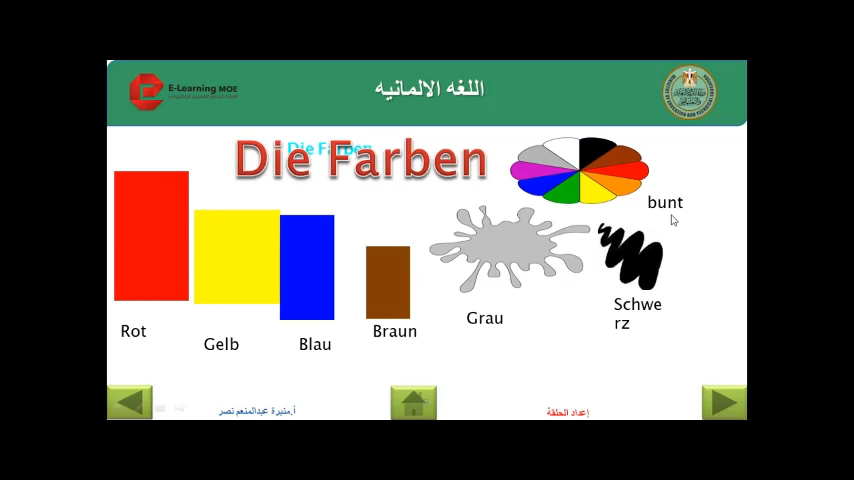 E-Learning MOE
اللغه الالمانيه
Die Farben
Die Farben
bunt
Rot
Gelb
Blau
Braun
Grau
Schwe
rz
أ.منيرة عبدالمنعم نصر
إعداد الحلقة